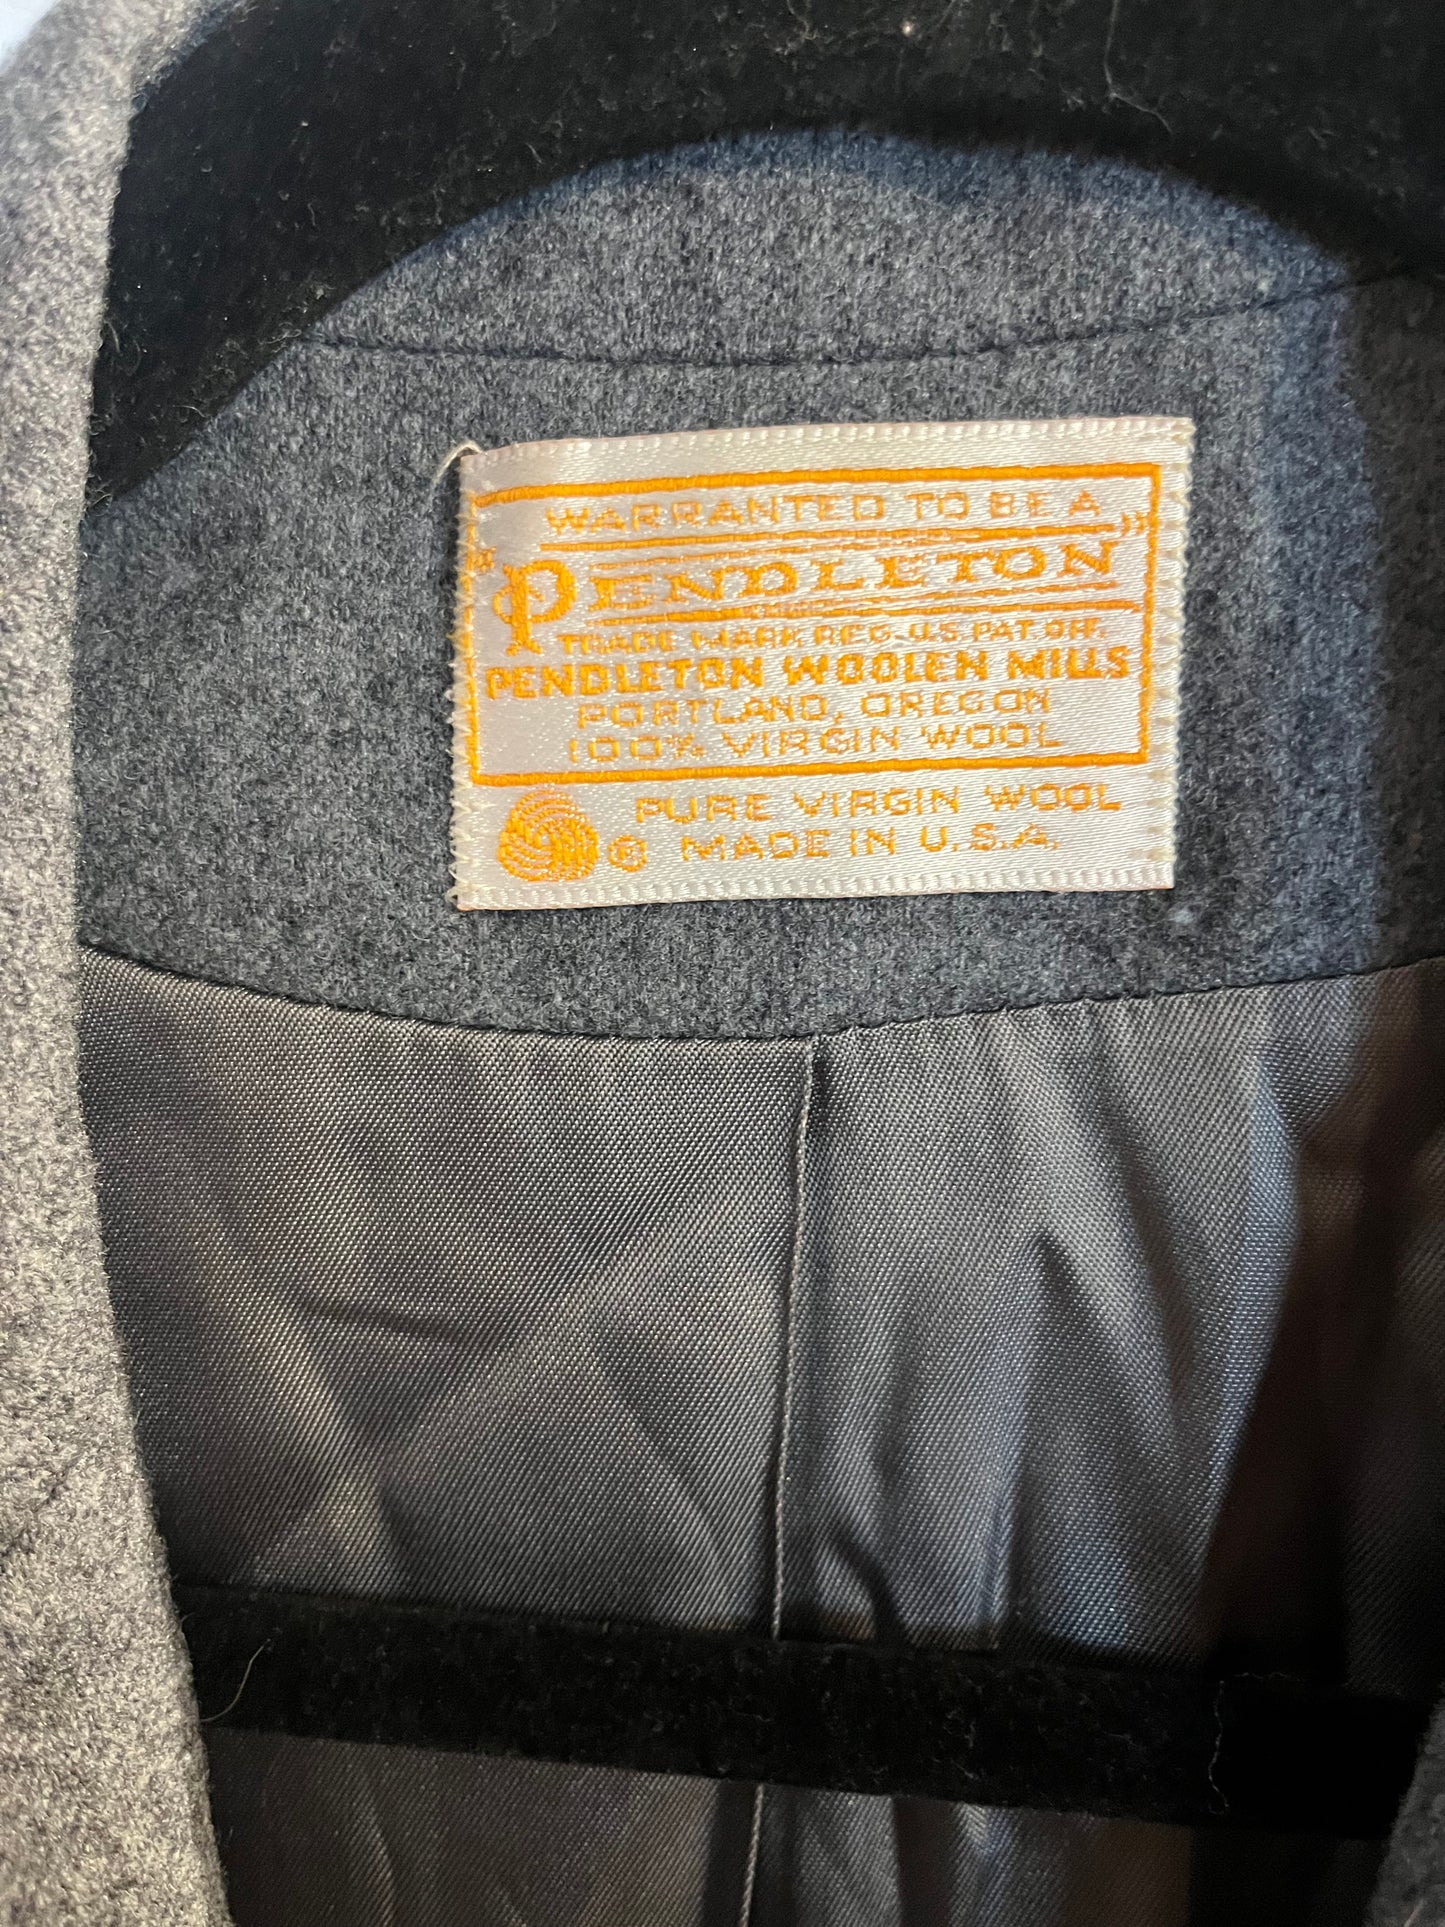 WARRANTED TO BE A
"PENDLETON"
TRADE MARK REG. U.S. PAT. OFF.
PENDLETON WOOLEN MILLS
PORTLAND, OREGON
100% VIRGIN WOOL
® PURE VIRGIN WOOL
MADE IN U.S.A.